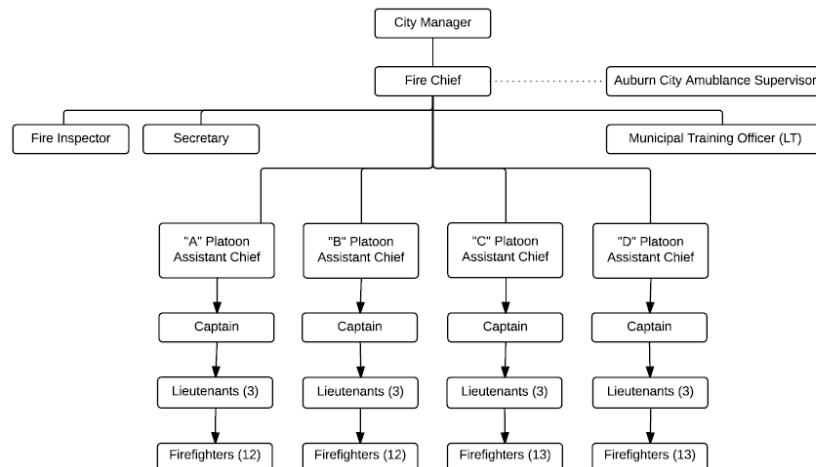 City Manager
Fire Chief
Auburn City Amublance Supervisor
Fire Inspector
Secretary
Municipal Training Officer (LT)
"A" Platoon
Assistant Chief
"B" Platoon
Assistant Chief
"C" Platoon
Assistant Chief
"D" Platoon
Assistant Chief
Captain
Captain
Captain
Captain
Lieutenants (3)
Lieutenants (3)
Lieutenants (3)
Lieutenants (3)
Firefighters (12)
Firefighters (12)
Firefighters (13)
Firefighters (13)